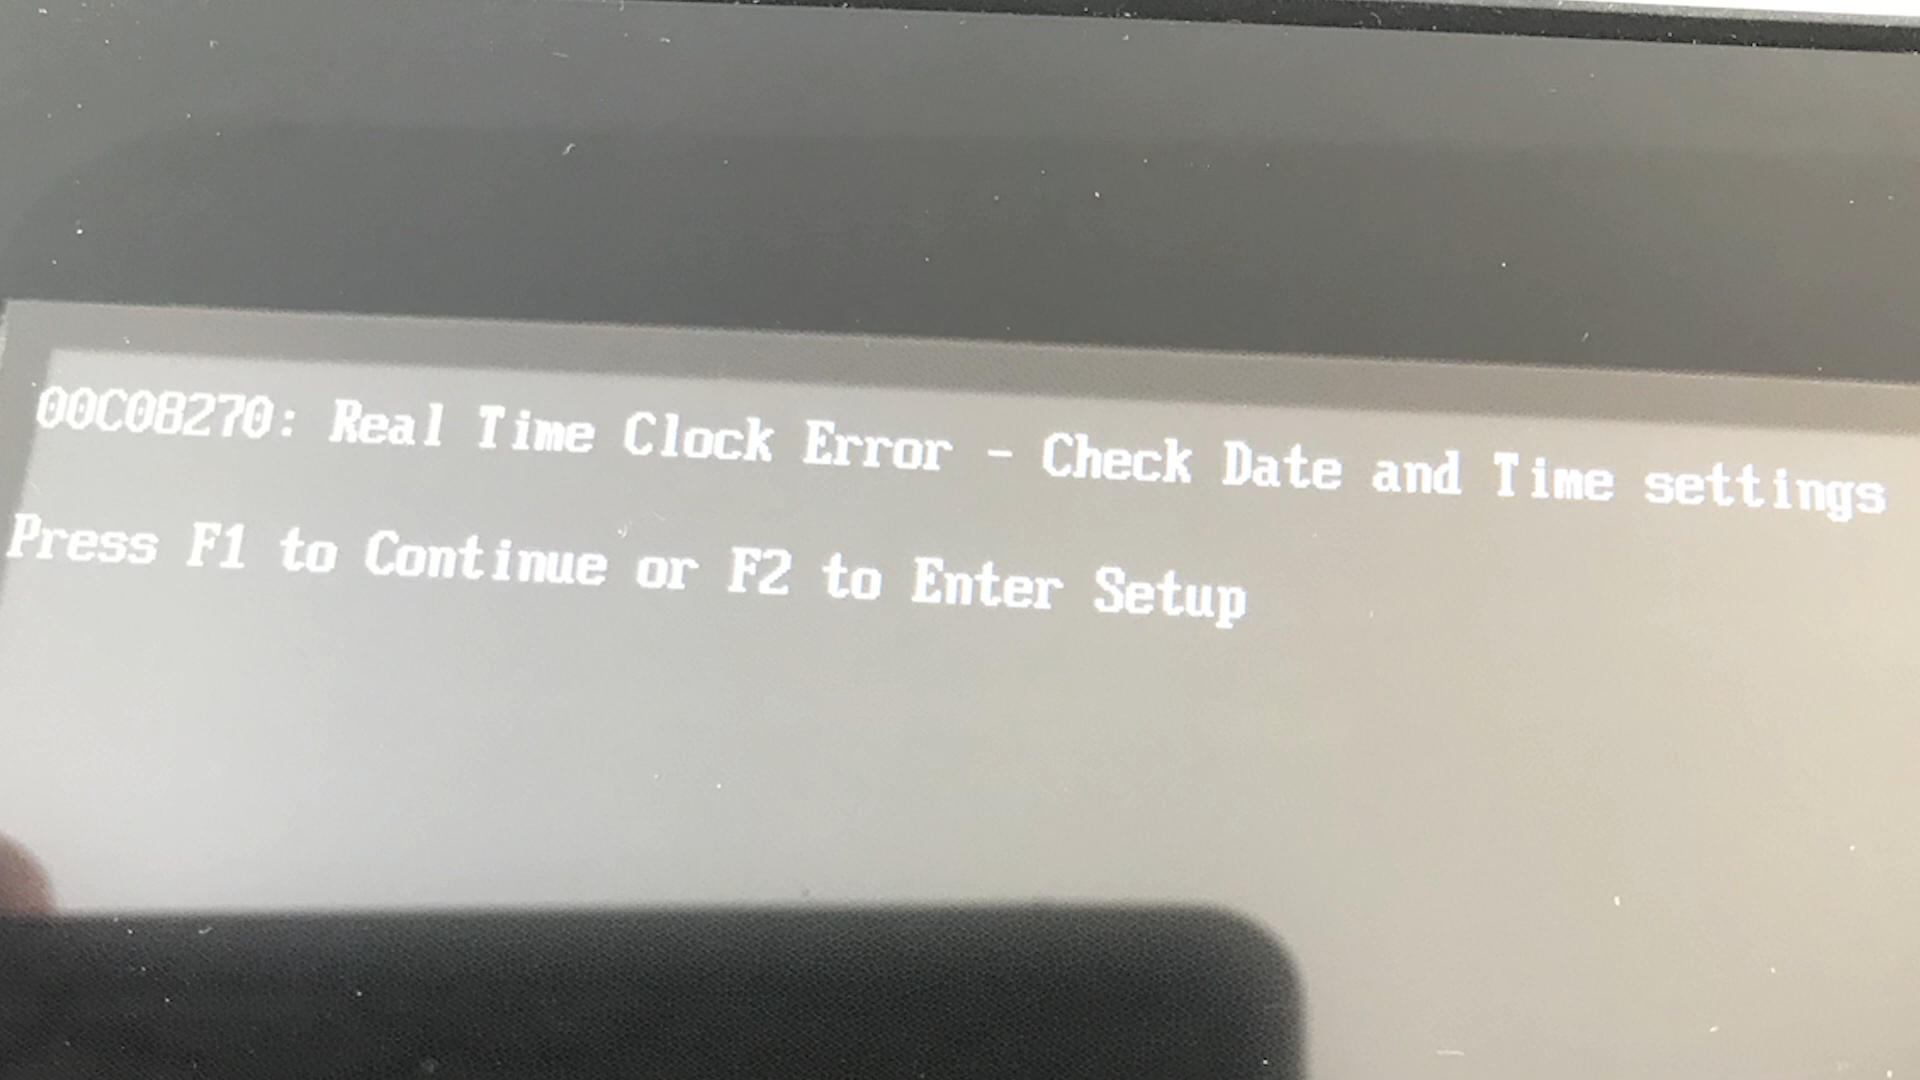 00C08270: Real Time Clock Error - Check Date and Time settings
Press F1 to Continue or F2 to Enter Setup